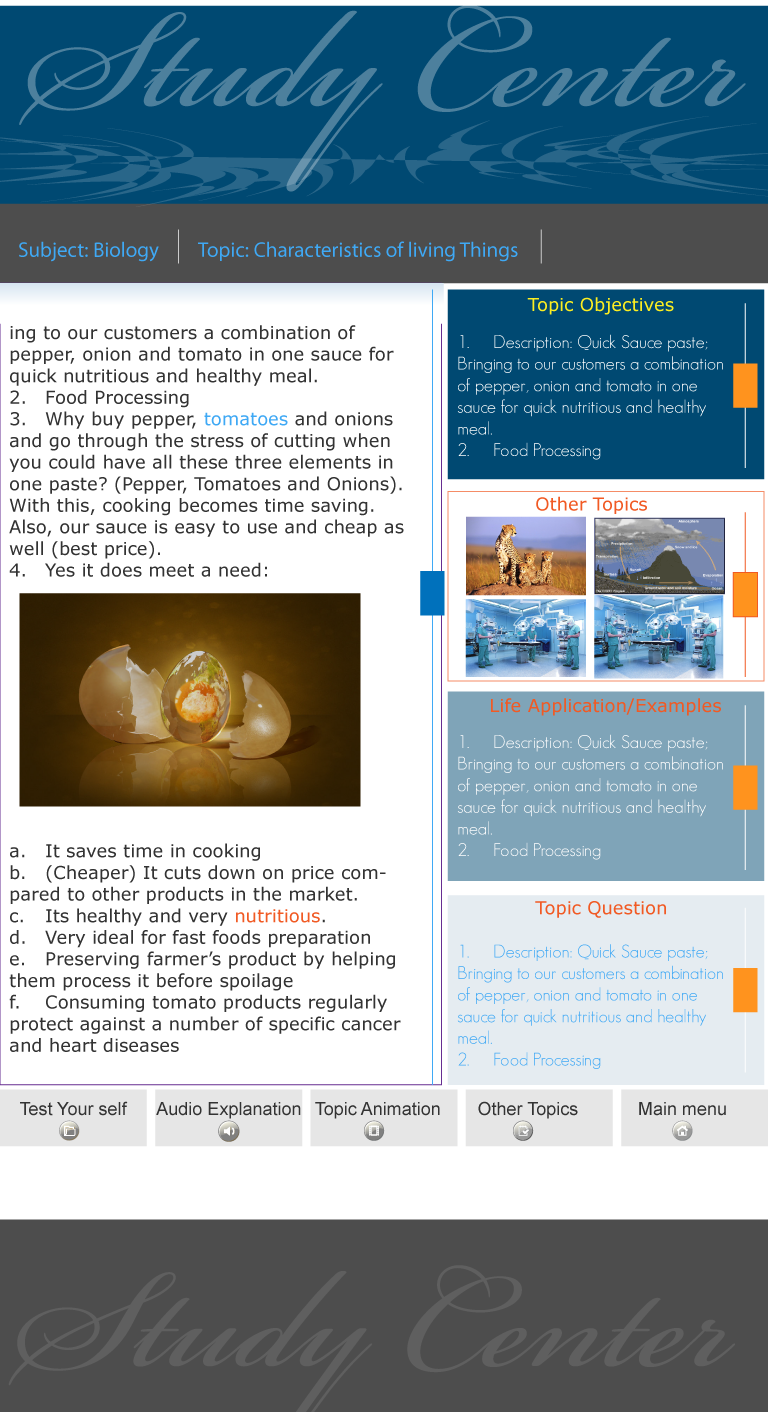 Study Center
Subject: Biology
Topic: Characteristics of living Things
ing to our customers a combination of
pepper, onion and tomato in one sauce for
quick nutritious and healthy meal.
2. Food Processing
3. Why buy pepper, tomatoes and onions
and go through the stress of cutting when
you could have all these three elements in
one paste? (Pepper, Tomatoes and Onions).
With this, cooking becomes time saving.
Also, our sauce is easy to use and cheap as
well (best price).
4. Yes it does meet a need:
a. It saves time in cooking
b. (Cheaper) It cuts down on price com-
pared to other products in the market.
c. Its healthy and very nutritious.
d. Very ideal for fast foods preparation
e. Preserving farmer’s product by helping
them process it before spoilage
f. Consuming tomato products regularly
protect against a number of specific cancer
and heart diseases
Topic Objectives
1. Description: Quick Sauce paste;
Bringing to our customers a combination
of pepper, onion and tomato in one
sauce for quick nutritious and healthy
meal.
2. Food Processing
Other Topics
Life Application/Examples
1. Description: Quick Sauce paste;
Bringing to our customers a combination
of pepper, onion and tomato in one
sauce for quick nutritious and healthy
meal.
2. Food Processing
Topic Question
1. Description: Quick Sauce paste;
Bringing to our customers a combination
of pepper, onion and tomato in one
sauce for quick nutritious and healthy
meal.
2. Food Processing
Test Your self
Audio Explanation
Topic Animation
Other Topics
Main menu
Study Center